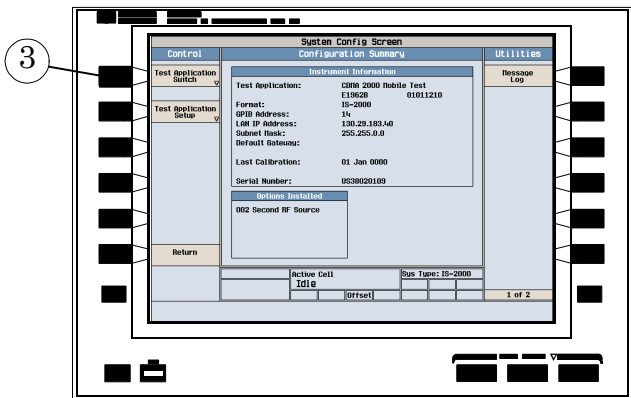 3
System Config Screen
Control
Configuration Summary
Utilities
Test Application
Switch
Test Application
Setup
Return
Instrument Information
Test Application: CDMA 2000 Mobile Test
E1962B 01011210
Format: IS-2000
GPIB Address: 14
LAN IP Address: 130.29.183.40
Subnet Mask: 255.255.0.0
Default Gateway:
Last Calibration: 01 Jan 0000
Serial Number: US38020109
Options Installed
002 Second RF Source
Message
Log
Active Cell
Idle
Sys Type: IS-2000
Offset
1 of 2